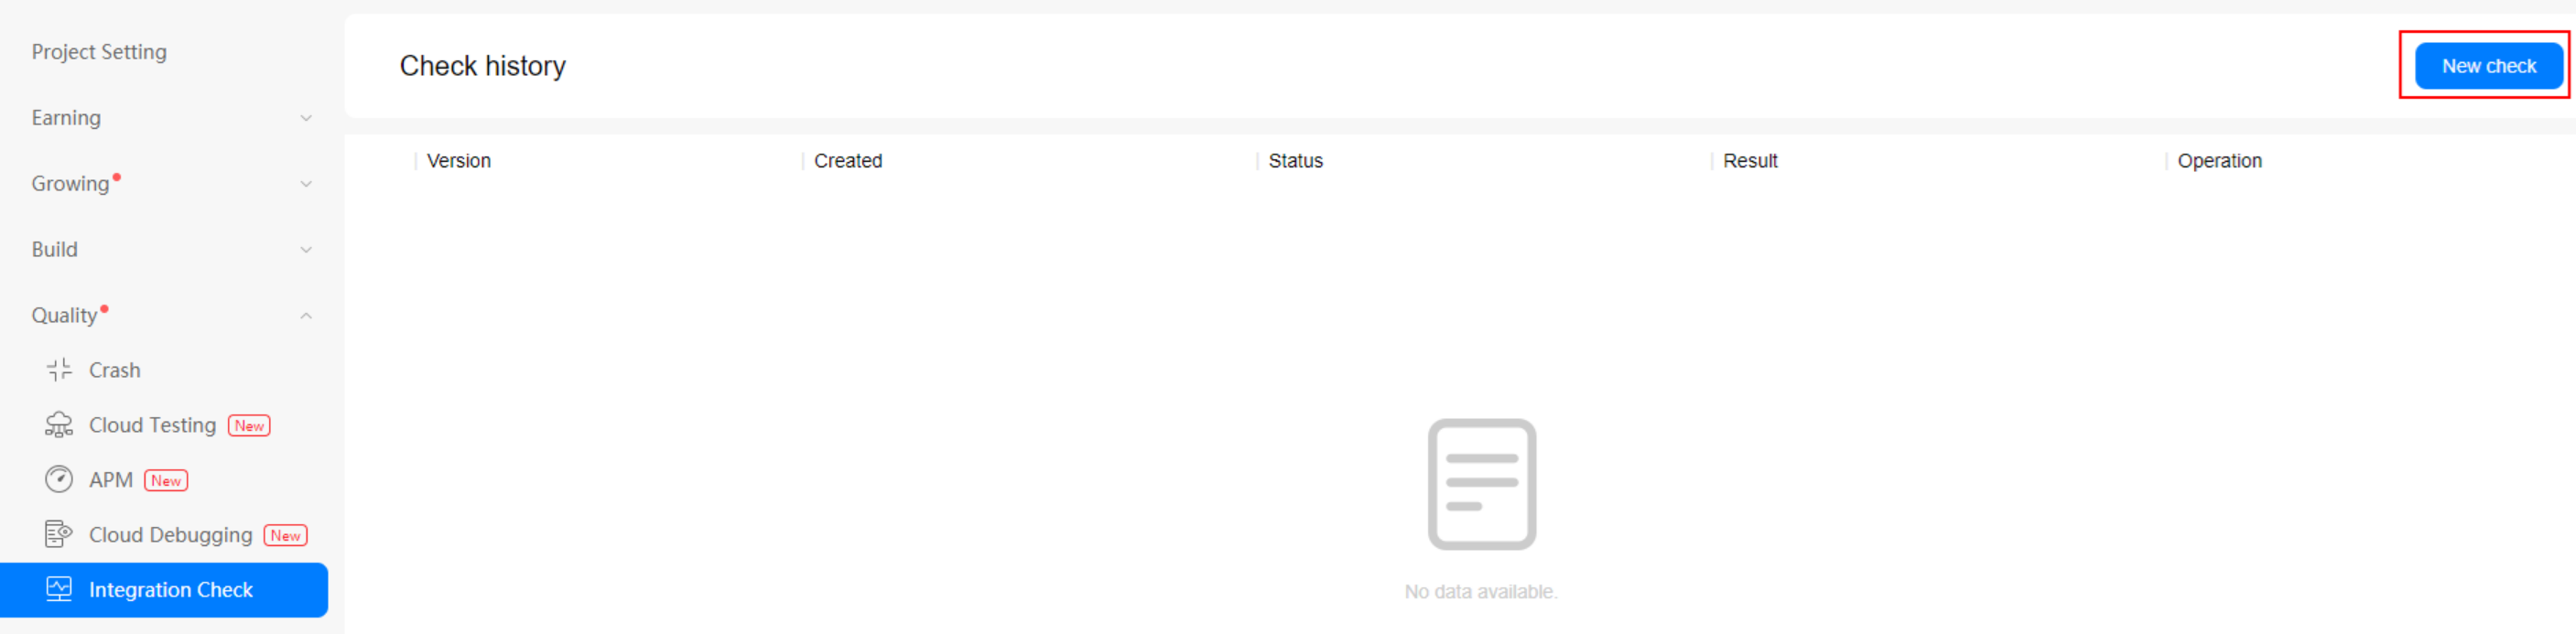 Project Setting
Earning
Growing
Build
Quality
Crash
Cloud Testing New
APM New
Cloud Debugging New
Integration Check
Check history
New check
Version Created Status Result Operation
No data available.